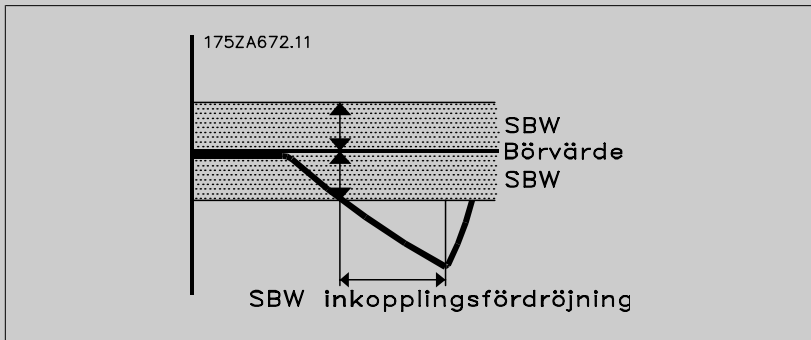 175ZA672.11
SBW
Börvärde
SBW
SBW inkopplingsfördröjning